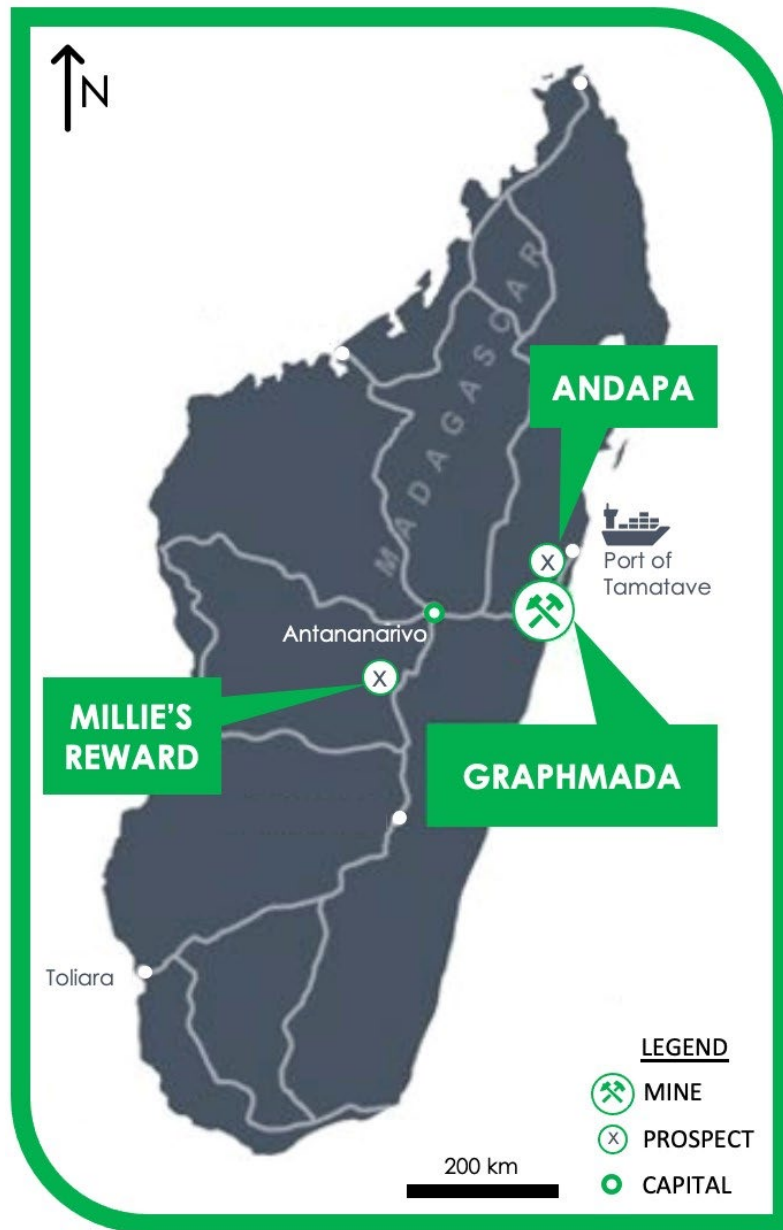 N
MADAGASCAR
ANDAPA
Port of
Tamatave
Antananarivo
MILLIE'S
REWARD
GRAPHMADA
Toliara
LEGEND
MINE
X PROSPECT
CAPITAL
200 km
X
X